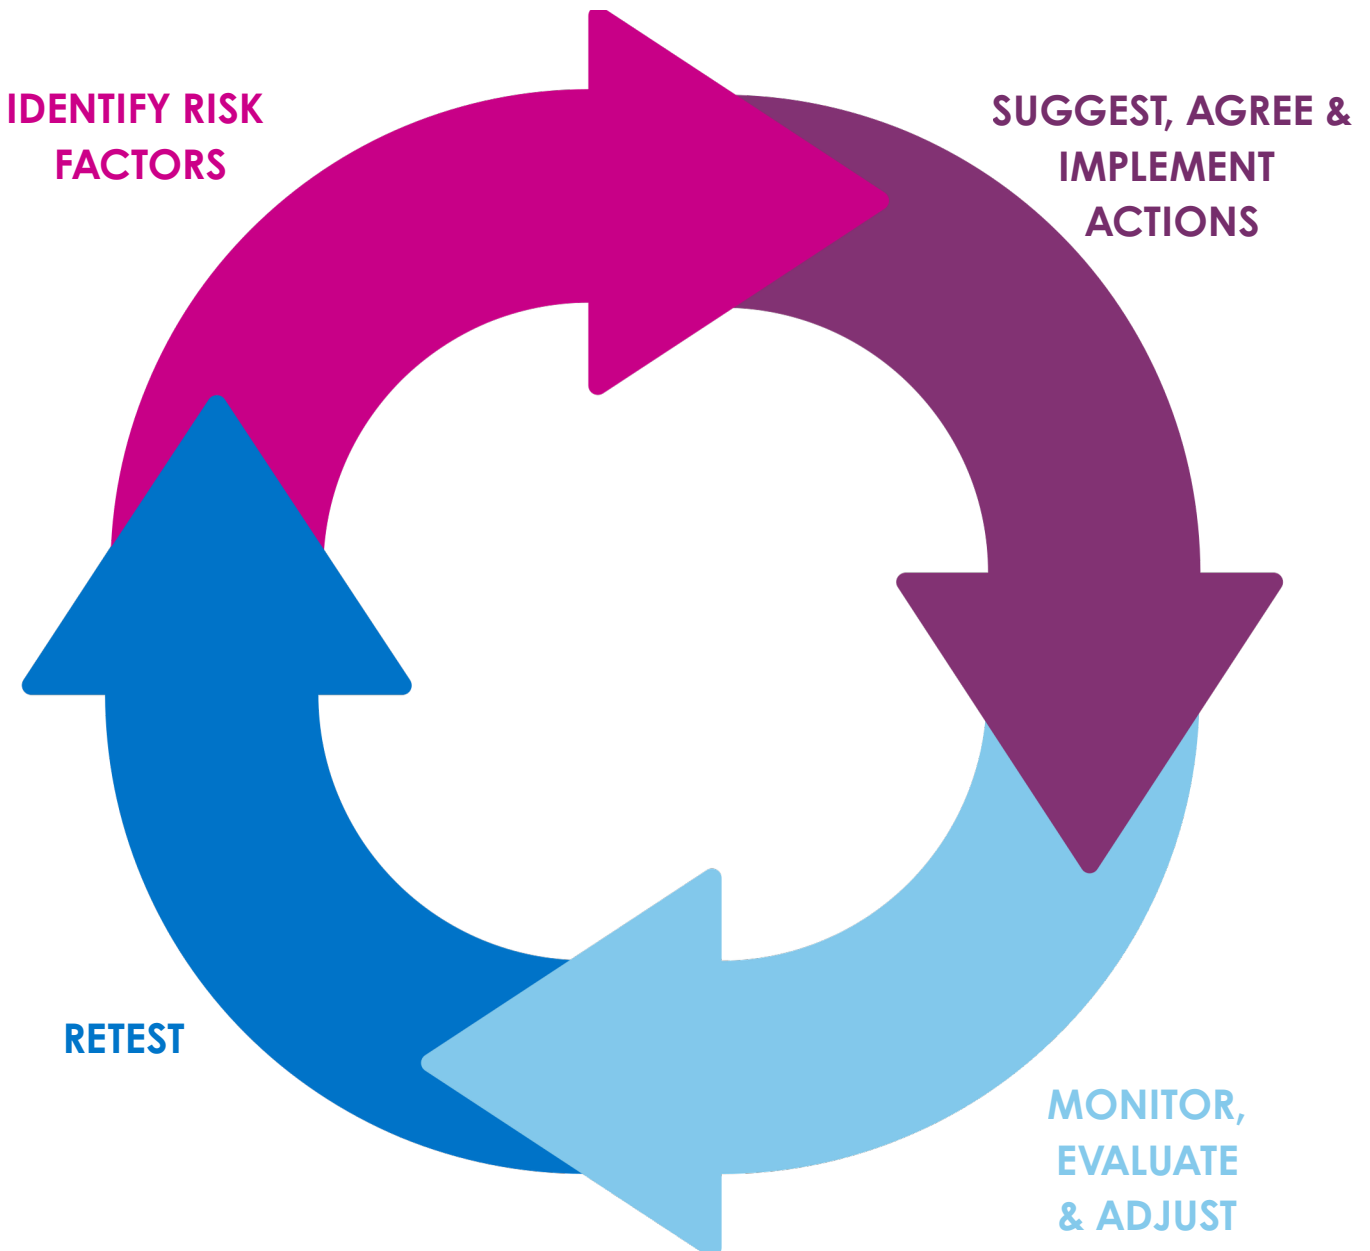 IDENTIFY RISK
FACTORS
SUGGEST, AGREE &
IMPLEMENT
ACTIONS
MONITOR,
EVALUATE
& ADJUST
RETEST